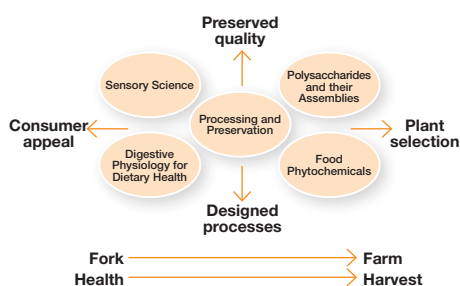 Preserved
quality
Sensory Science
Polysaccharides
and their
Assemblies
Processing and
Preservation
Consumer
appeal
Plant
selection
Digestive
Physiology for
Dietary Health
Food
Phytochemicals
Designed
processes
Fork
Farm
Health
Harvest